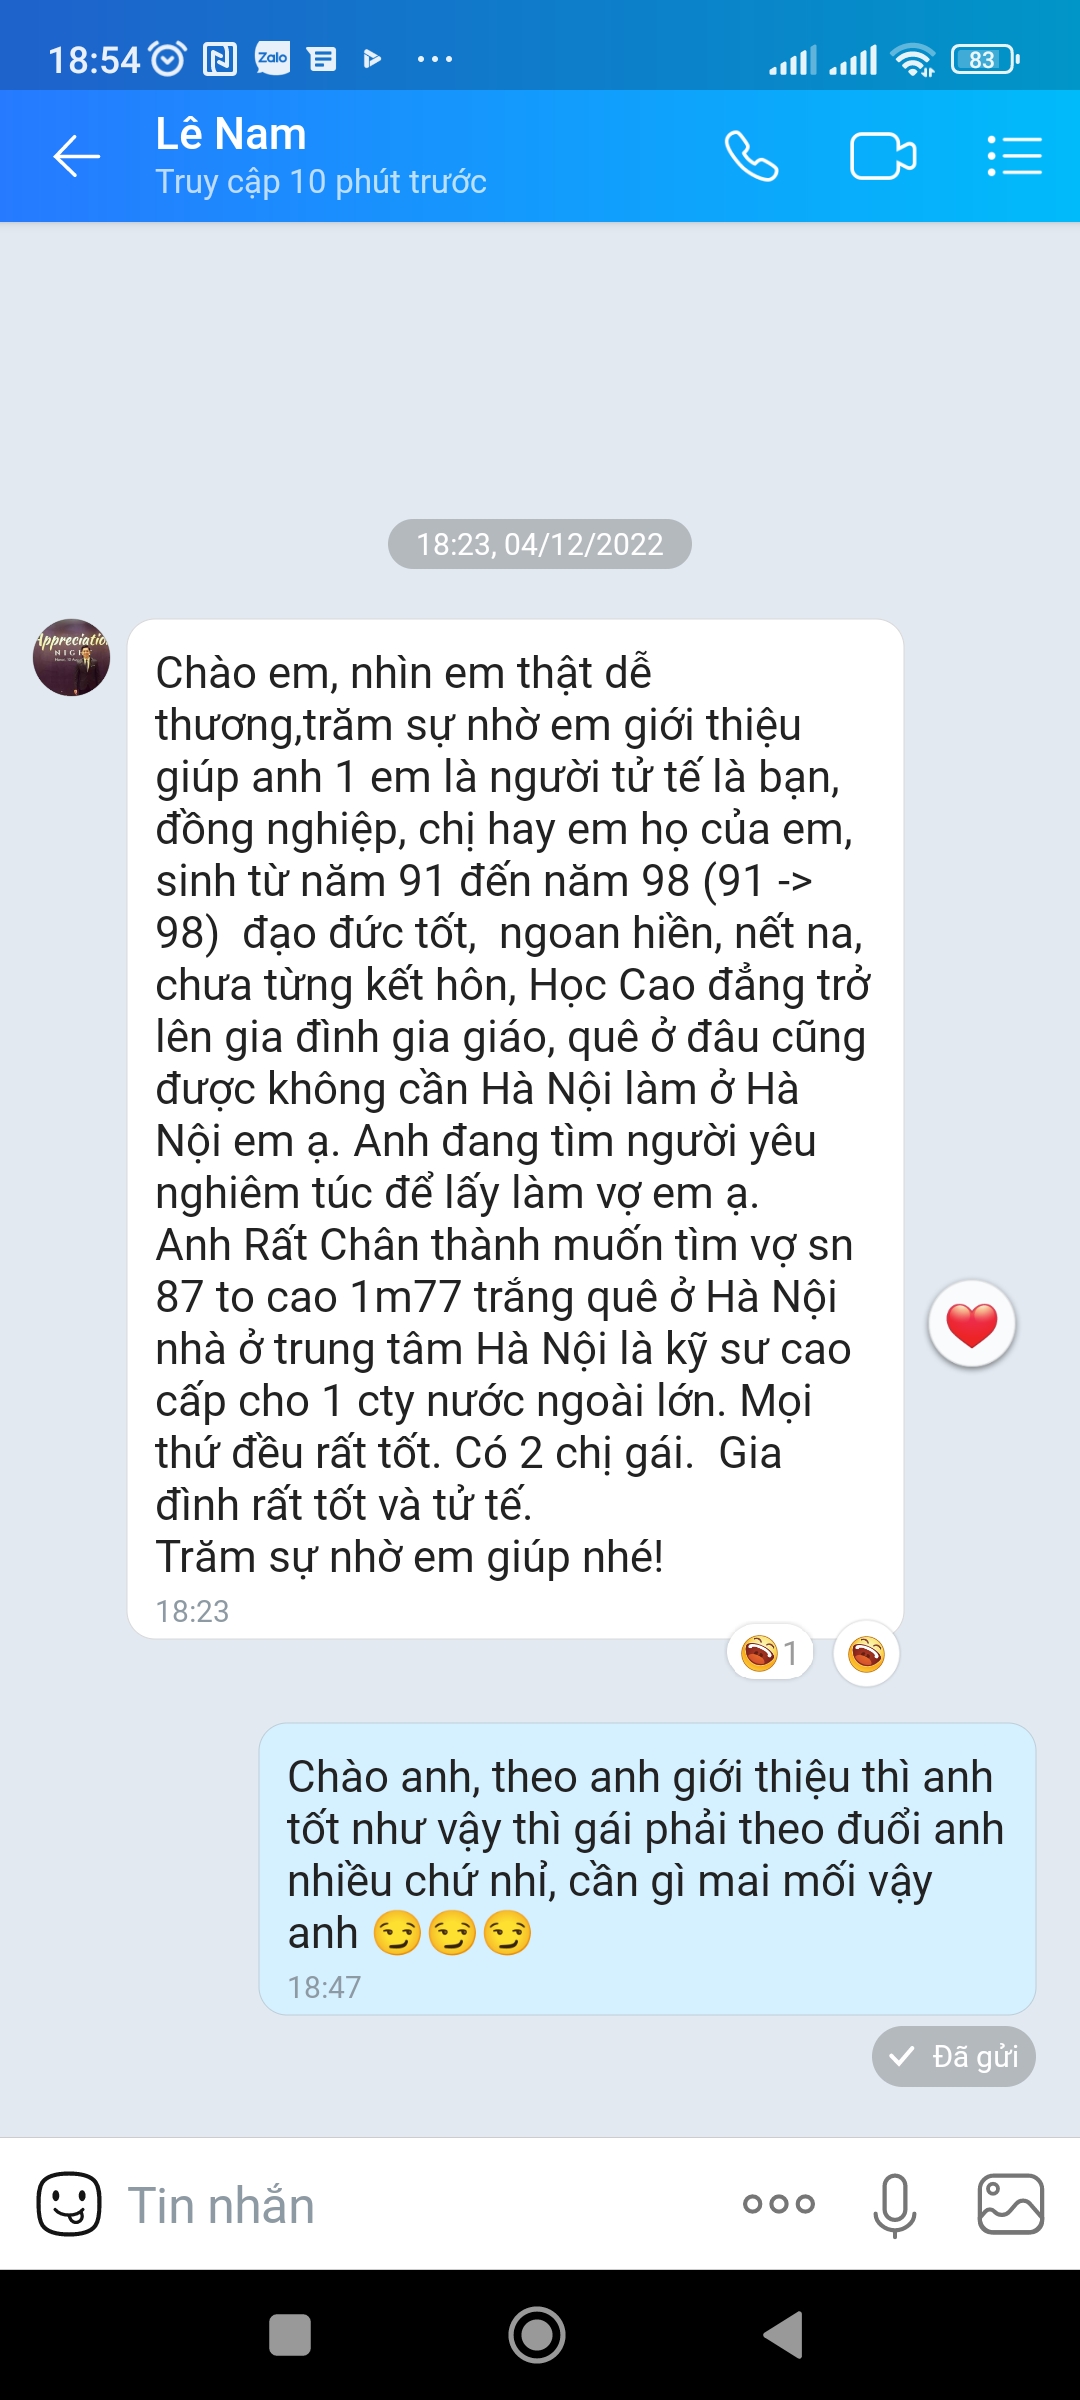 18:54
Zalo
83
Lê Nam
Truy cập 10 phút trước
18:23, 04/12/2022
Appreciation
NIGHT
Chào em, nhìn em thật dễ
thương,trăm sự nhờ em giới thiệu
giúp anh 1 em là người tử tế là bạn,
đồng nghiệp, chị hay em họ của em,
sinh từ năm 91 đến năm 98 (91 ->
98)  đạo đức tốt,  ngoan hiền, nết na,
chưa từng kết hôn, Học Cao đẳng trở
lên gia đình gia giáo, quê ở đâu cũng
được không cần Hà Nội làm ở Hà
Nội em ạ. Anh đang tìm người yêu
nghiêm túc để lấy làm vợ em ạ.
Anh Rất Chân thành muốn tìm vợ sn
87 to cao 1m77 trắng quê ở Hà Nội
nhà ở trung tâm Hà Nội là kỹ sư cao
cấp cho 1 cty nước ngoài lớn. Mọi
thứ đều rất tốt. Có 2 chị gái.  Gia
đình rất tốt và tử tế.
Trăm sự nhờ em giúp nhé!
18:23
1
Chào anh, theo anh giới thiệu thì anh
tốt như vậy thì gái phải theo đuổi anh
nhiều chứ nhỉ, cần gì mai mối vậy
anh 😏😏😏
18:47
Đã gửi
Tin nhắn